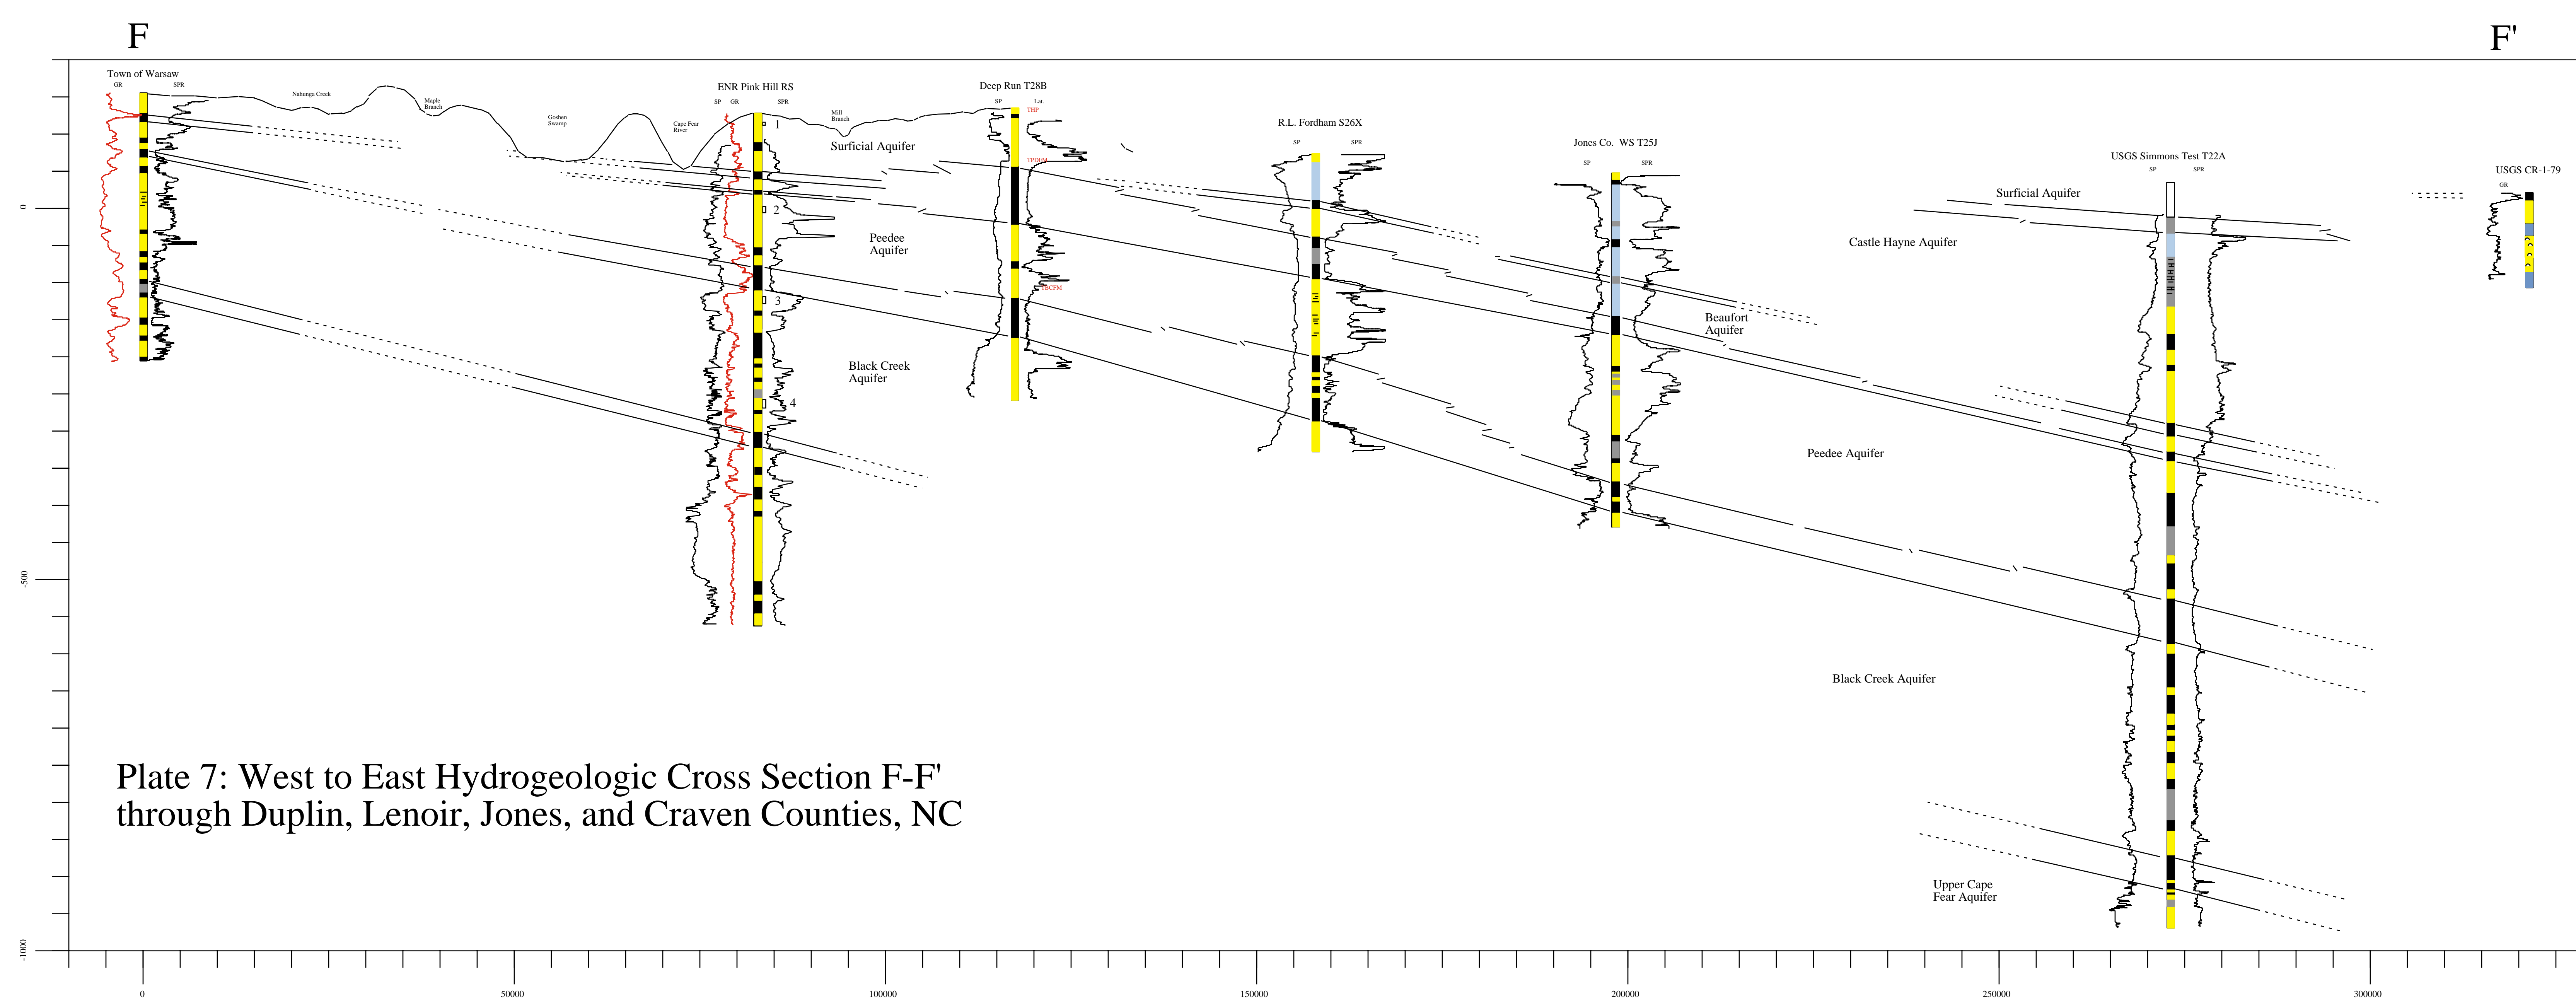 F
F'
Town of Warsaw
GR
SPR
Nahunga Creek
Maple
Branch
Goshen
Swamp
Cape Fear
River
ENR Pink Hill RS
SP
GR
SPR
Mill
Branch
1
2
3
4
Surficial Aquifer
Peedee
Aquifer
Black Creek
Aquifer
Deep Run T28B
SP
Lat.
THP
TPDFM
TBCFM
R.L. Fordham S26X
SP
SPR
Jones Co. WS T25J
SP
SPR
Beaufort
Aquifer
Peedee Aquifer
Black Creek Aquifer
USGS Simmons Test T22A
SP
SPR
Surficial Aquifer
Castle Hayne Aquifer
Upper Cape
Fear Aquifer
USGS CR-1-79
GR
0
-500
-1000
Plate 7: West to East Hydrogeologic Cross Section F-F'
through Duplin, Lenoir, Jones, and Craven Counties, NC
0
50000
100000
150000
200000
250000
300000